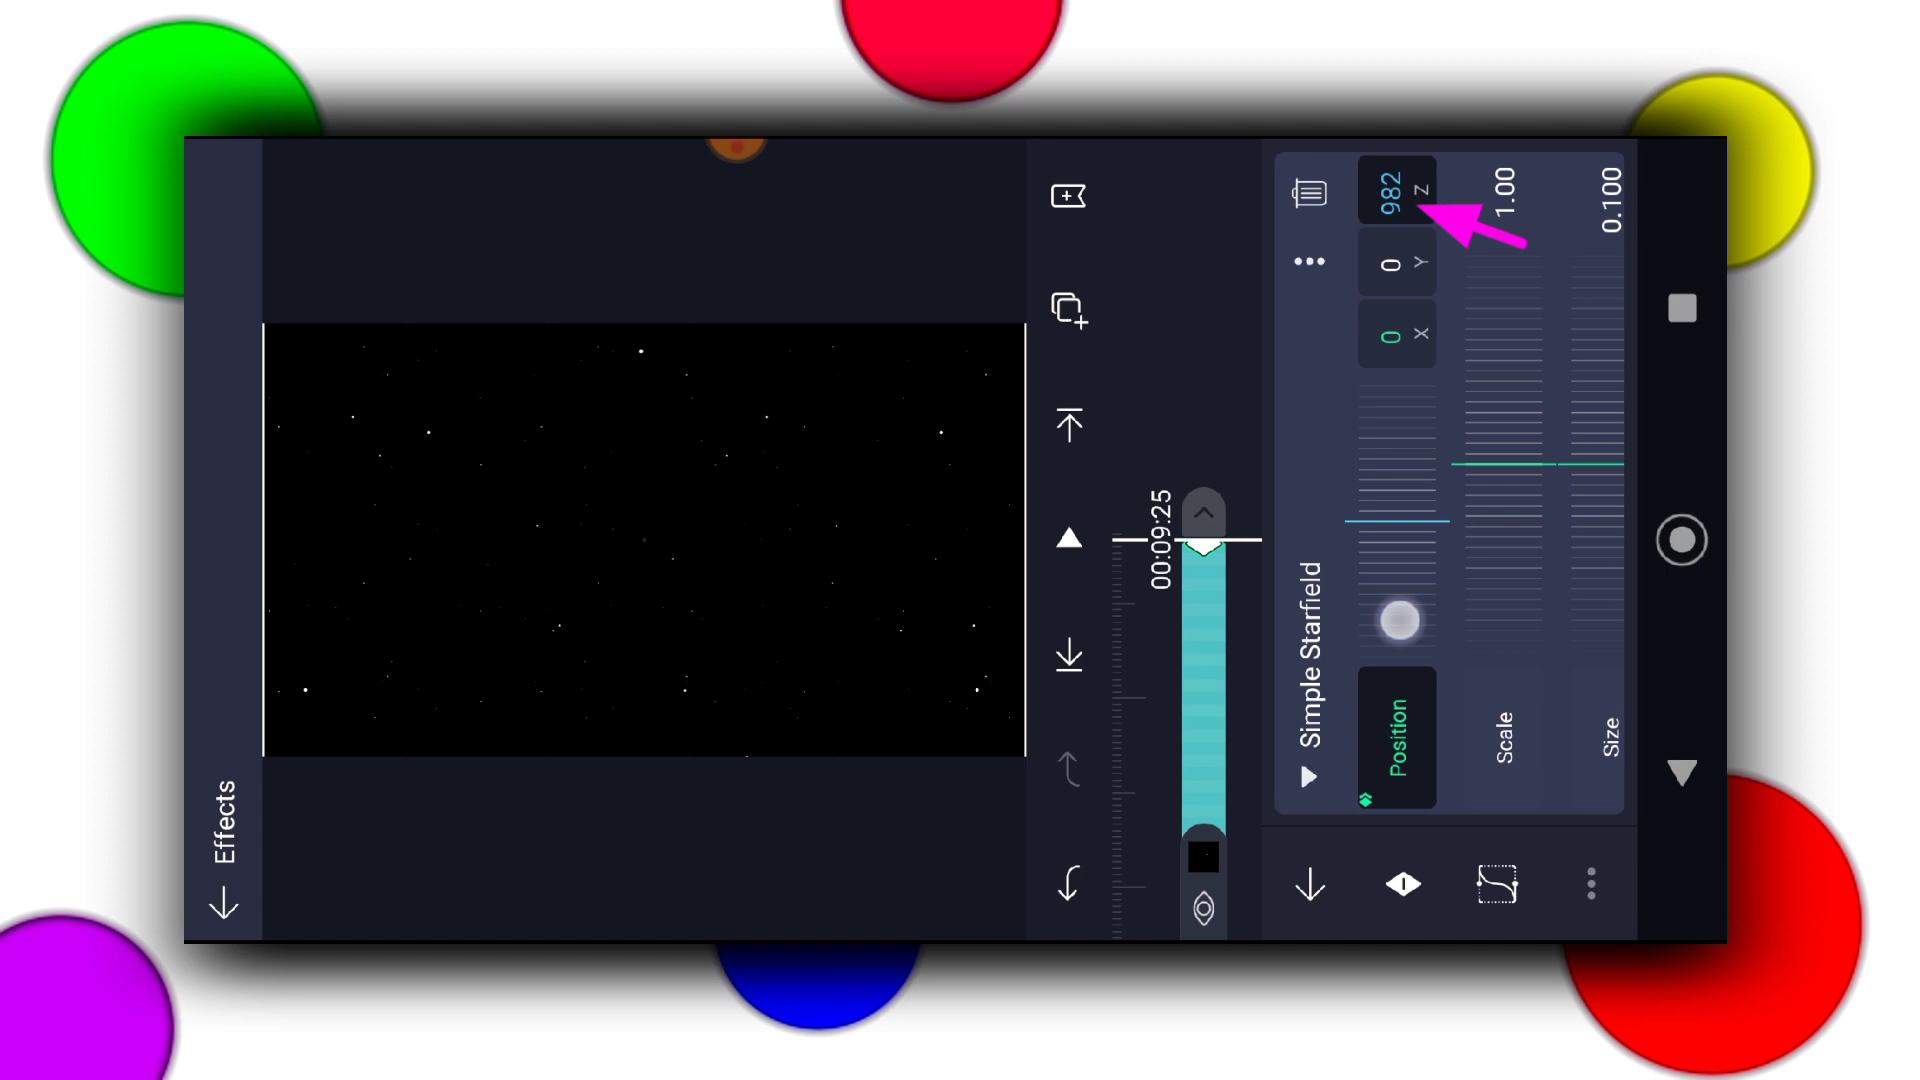 Effects
00:09:25
Simple Starfield
Position
0
X
0
Y
982
Z
Scale
1.00
Size
0.100